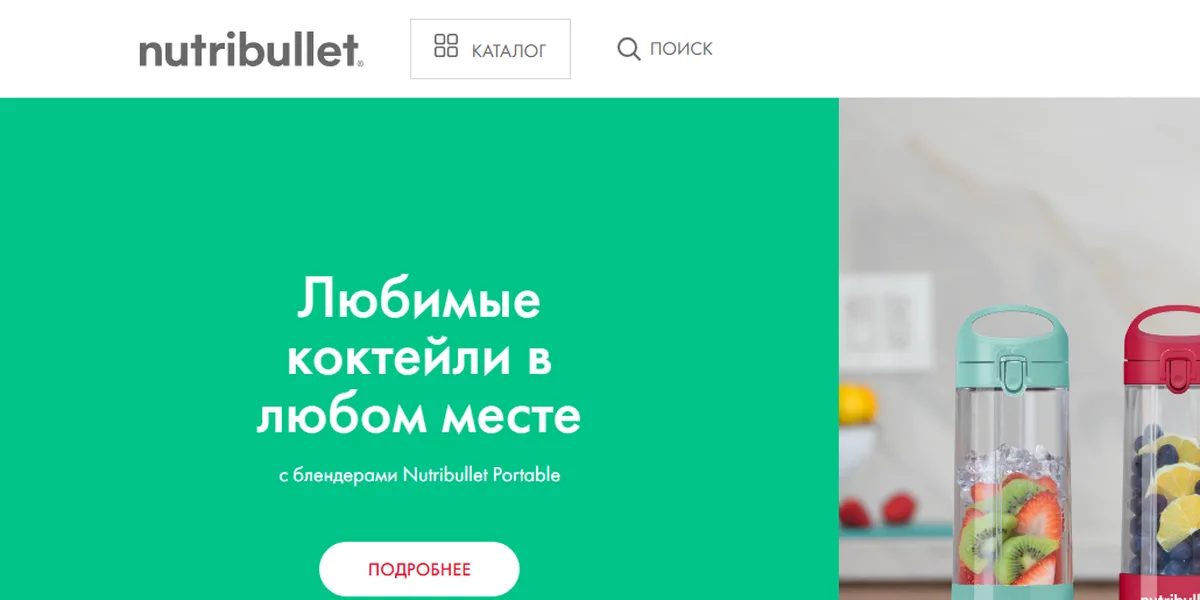 nutribullet®
КАТАЛОГ
ПОИСК
Любимые
коктейли в
любом месте
с блендерами Nutribullet Portable
ПОДРОБНЕЕ